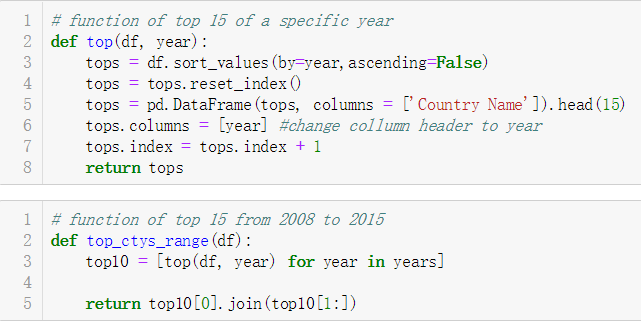 1 # function of top 15 of a specific year
2 def top(df, year):
3     tops = df.sort_values(by=year,ascending=False)
4     tops = tops.reset_index()
5     tops = pd.DataFrame(tops, columns = ['Country Name']).head(15)
6     tops.columns = [year] #change collumn header to year
7     tops.index = tops.index + 1
8     return tops
1 # function of top 15 from 2008 to 2015
2 def top_ctys_range(df):
3     top10 = [top(df, year) for year in years]
4
5     return top10[0].join(top10[1:])